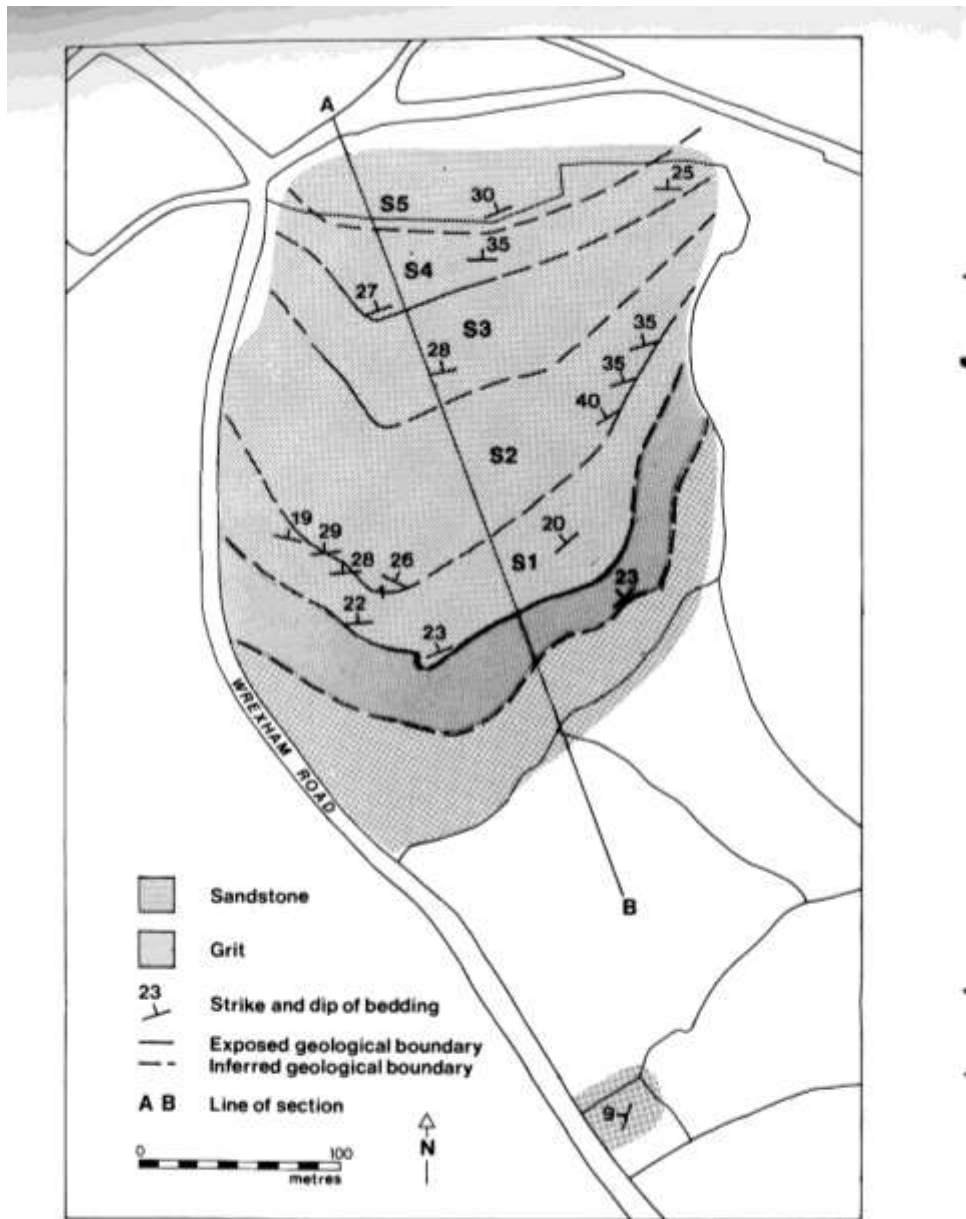 A
25
30
S5
35
S4
27
S3
28
35
35
40
S2
19
29
28
26
20
S1
22
23
23
WREXHAM ROAD
B
Sandstone
Grit
23
Strike and dip of bedding
Exposed geological boundary
Inferred geological boundary
A B Line of section
N
0 100
metres
9